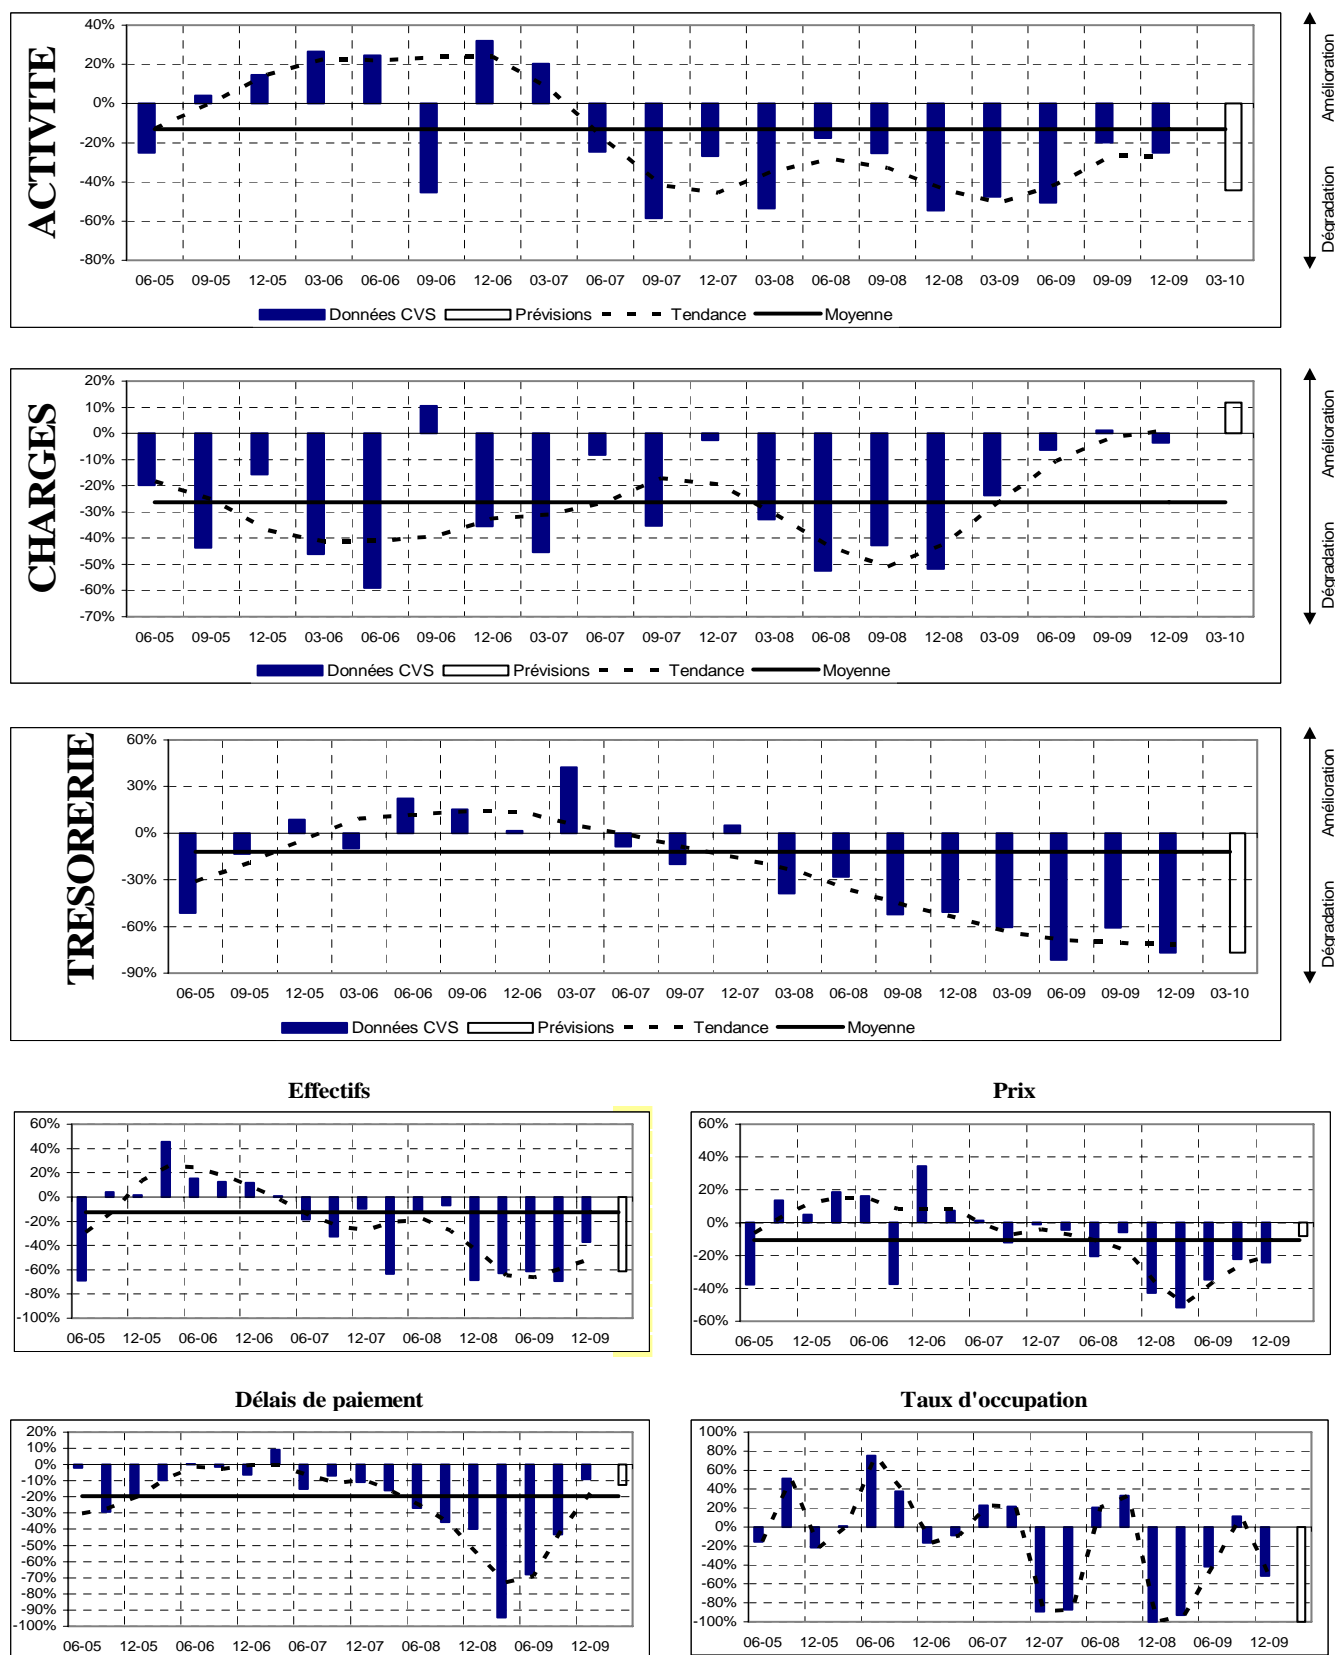 ACTIVITE
40%
20%
0%
-20%
-40%
-60%
-80%
06-05 09-05 12-05 03-06 06-06 09-06 12-06 03-07 06-07 09-07 12-07 03-08 06-08 09-08 12-08 03-09 06-09 09-09 12-09 03-10
Données CVS Prévisions Tendance Moyenne
Amélioration
Dégradation
CHARGES
20%
10%
0%
-10%
-20%
-30%
-40%
-50%
-60%
-70%
06-05 09-05 12-05 03-06 06-06 09-06 12-06 03-07 06-07 09-07 12-07 03-08 06-08 09-08 12-08 03-09 06-09 09-09 12-09 03-10
Données CVS Prévisions Tendance Moyenne
Amélioration
Dégradation
TRESORERIE
60%
30%
0%
-30%
-60%
-90%
06-05 09-05 12-05 03-06 06-06 09-06 12-06 03-07 06-07 09-07 12-07 03-08 06-08 09-08 12-08 03-09 06-09 09-09 12-09 03-10
Données CVS Prévisions Tendance Moyenne
Amélioration
Dégradation
Effectifs
60%
40%
20%
0%
-20%
-40%
-60%
-80%
-100%
06-05 12-05 06-06 12-06 06-07 12-07 06-08 12-08 06-09 12-09
Prix
60%
40%
20%
0%
-20%
-40%
-60%
06-05 12-05 06-06 12-06 06-07 12-07 06-08 12-08 06-09 12-09
Délais de paiement
20%
10%
0%
-10%
-20%
-30%
-40%
-50%
-60%
-70%
-80%
-90%
-100%
06-05 12-05 06-06 12-06 06-07 12-07 06-08 12-08 06-09 12-09
Taux d'occupation
100%
80%
60%
40%
20%
0%
-20%
-40%
-60%
-80%
-100%
06-05 12-05 06-06 12-06 06-07 12-07 06-08 12-08 06-09 12-09